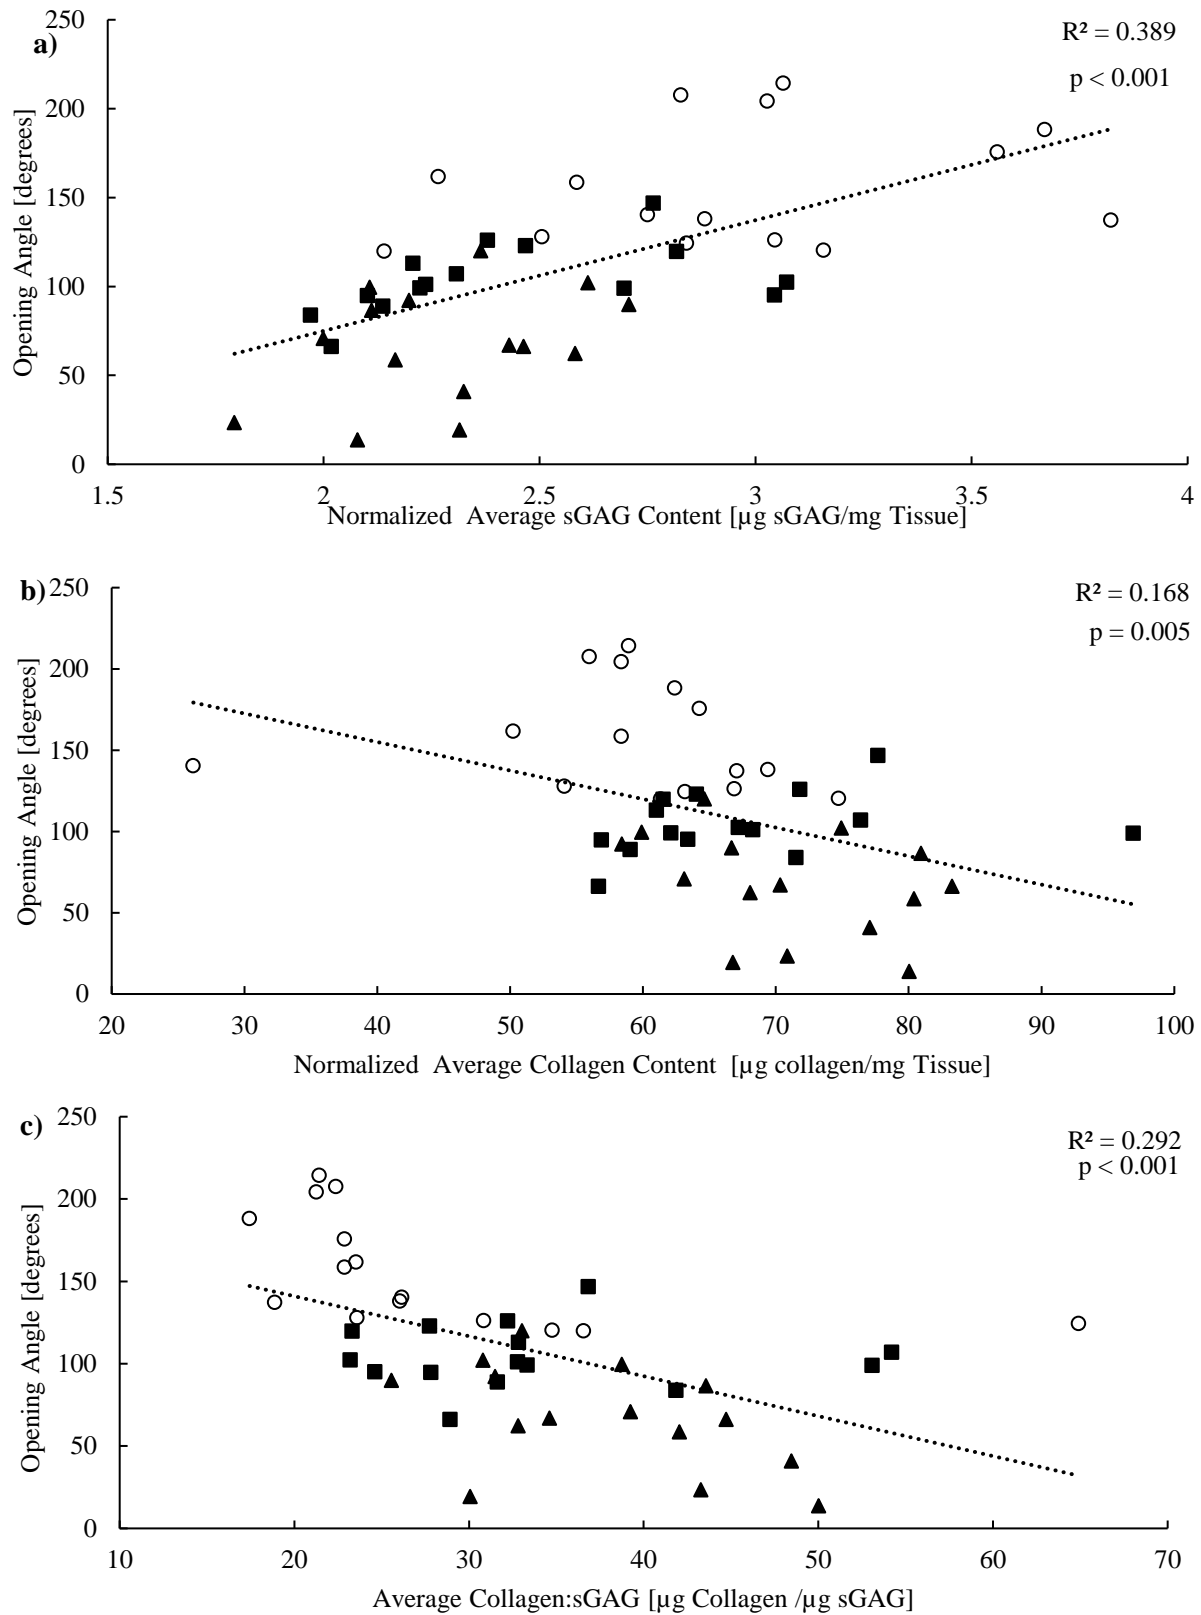 a)
250
200
150
100
50
0
Opening Angle [degrees]
R² = 0.389
p < 0.001
1.5 2 2.5 3 3.5 4
Normalized Average sGAG Content [µg sGAG/mg Tissue]
b)
250
200
150
100
50
0
Opening Angle [degrees]
R² = 0.168
p = 0.005
20 30 40 50 60 70 80 90 100
Normalized Average Collagen Content [µg collagen/mg Tissue]
c)
250
200
150
100
50
0
Opening Angle [degrees]
R² = 0.292
p < 0.001
10 20 30 40 50 60 70
Average Collagen:sGAG [µg Collagen /µg sGAG]